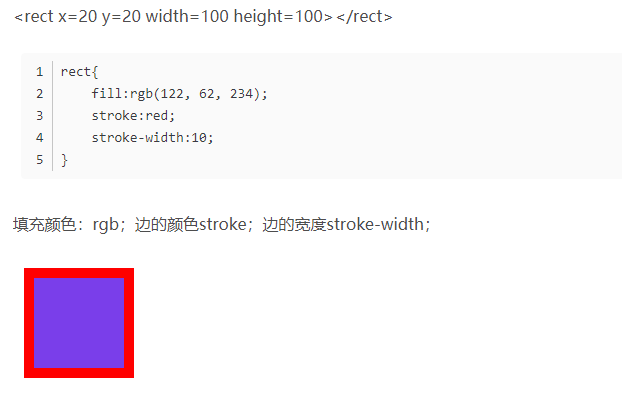 <rect x=20 y=20 width=100 height=100></rect>
1 rect{
2     fill:rgb(122, 62, 234);
3     stroke:red;
4     stroke-width:10;
5 }
填充颜色：rgb；边的颜色stroke；边的宽度stroke-width；